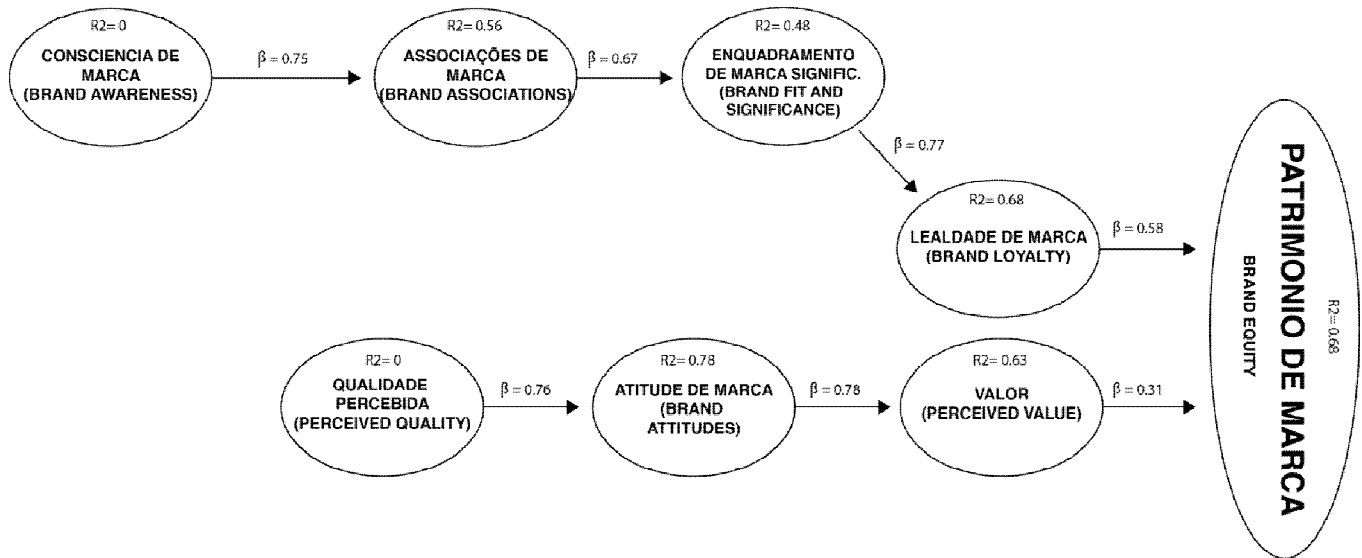 R2= 0
CONSCIENCIA DE
MARCA
(BRAND AWARENESS)
β = 0.75
R2= 0.56
ASSOCIAÇÕES DE
MARCA
(BRAND ASSOCIATIONS)
β = 0.67
R2= 0.48
ENQUADRAMENTO
DE MARCA SIGNIFIC.
(BRAND FIT AND
SIGNIFICANCE)
β = 0.77
R2= 0.68
LEALDADE DE MARCA
(BRAND LOYALTY)
β = 0.58
R2= 0
QUALIDADE
PERCEBIDA
(PERCEIVED QUALITY)
β = 0.76
R2= 0.78
ATITUDE DE MARCA
(BRAND
ATTITUDES)
β = 0.78
R2= 0.63
VALOR
(PERCEIVED VALUE)
β = 0.31
R2= 0.68
PATRIMONIO DE MARCA
BRAND EQUITY